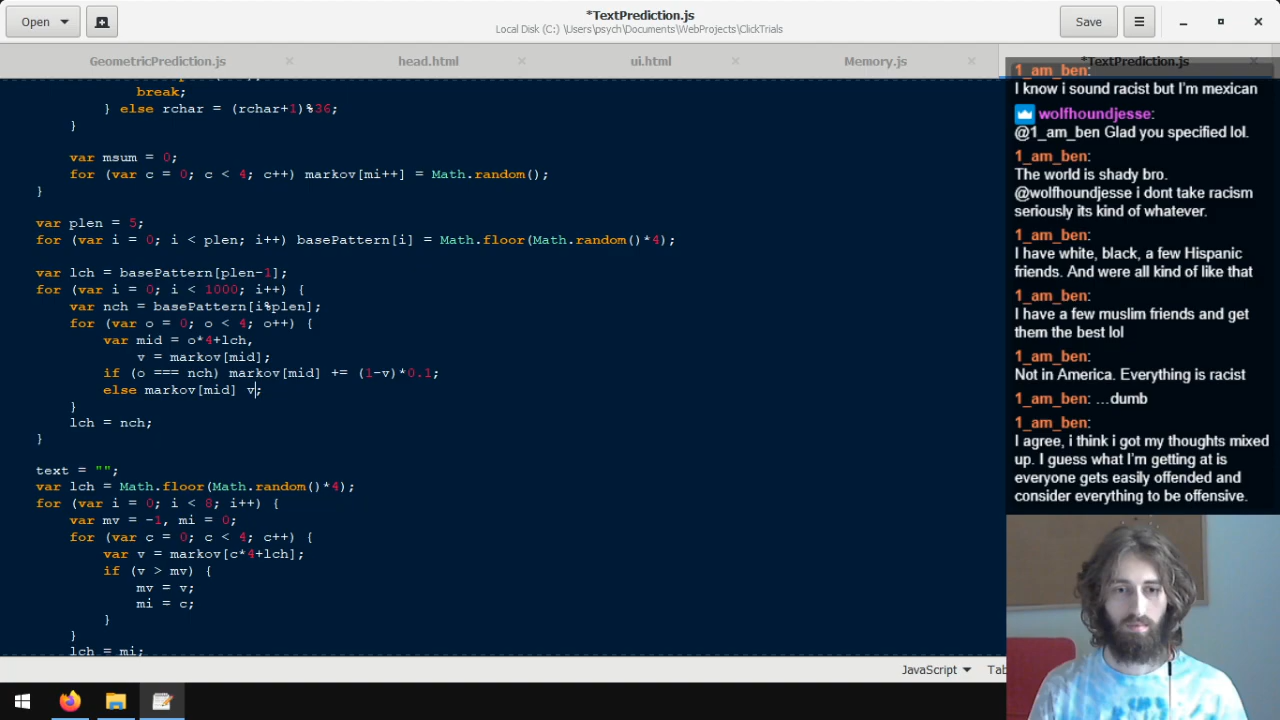 Open
*TextPrediction.js
Local Disk (C:) \Users\psych\Documents\WebProjects\ClickTrials
Save
GeometricPrediction.js
head.html
ui.html
Memory.js
*TextPrediction.js
break;
} else rchar = (rchar+1)%36;
}
var msum = 0;
for (var c = 0; c < 4; c++) markov[mi++] = Math.random();
}
var plen = 5;
for (var i = 0; i < plen; i++) basePattern[i] = Math.floor(Math.random()*4);
var lch = basePattern[plen-1];
for (var i = 0; i < 1000; i++) {
var nch = basePattern[i%plen];
for (var o = 0; o < 4; o++) {
var mid = o*4+lch,
v = markov[mid];
if (o === nch) markov[mid] += (1-v)*0.1;
else markov[mid] v;
}
lch = nch;
}
text = "";
var lch = Math.floor(Math.random()*4);
for (var i = 0; i < 8; i++) {
var mv = -1, mi = 0;
for (var c = 0; c < 4; c++) {
var v = markov[c*4+lch];
if (v > mv) {
mv = v;
mi = c;
}
}
lch = mi;
JavaScript
Tab
1_am_ben:
I know i sound racist but I'm mexican
wolfhoundjesse:
@1_am_ben Glad you specified lol.
1_am_ben:
The world is shady bro.
@wolfhoundjesse i dont take racism
seriously its kind of whatever.
1_am_ben:
I have white, black, a few Hispanic
friends. And were all kind of like that
1_am_ben:
I have a few muslim friends and get
them the best lol
1_am_ben:
Not in America. Everything is racist
1_am_ben: …dumb
1_am_ben:
I agree, i think i got my thoughts mixed
up. I guess what I'm getting at is
everyone gets easily offended and
consider everything to be offensive.